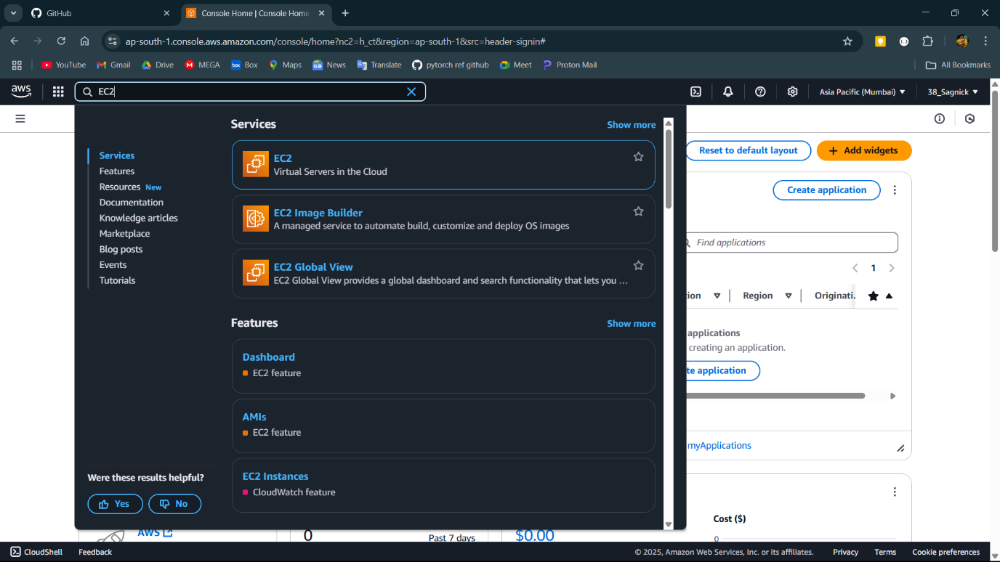 GitHub
Console Home | Console Home
ap-south-1.console.aws.amazon.com/console/home?nc2=h_ct&region=ap-south-1&src=header-signin#
YouTube
Gmail
Drive
MEGA
box
Box
Maps
News
Translate
pytorch ref github
Meet
Proton Mail
All Bookmarks
aws
EC2
Asia Pacific (Mumbai)
38_Sagnick
Services
Features
Resources New
Documentation
Knowledge articles
Marketplace
Blog posts
Events
Tutorials
Were these results helpful?
Yes
No
Services
Show more
EC2
Virtual Servers in the Cloud
EC2 Image Builder
A managed service to automate build, customize and deploy OS images
EC2 Global View
EC2 Global View provides a global dashboard and search functionality that lets you ...
Features
Show more
Dashboard
EC2 feature
AMIs
EC2 feature
EC2 Instances
CloudWatch feature
Reset to default layout
+ Add widgets
Create application
Find applications
1
tion
Region
Originati.
applications
creating an application.
te application
myApplications
AWS
0
Past 7 days
$0.00
Cost ($)
0
CloudShell
Feedback
© 2025, Amazon Web Services, Inc. or its affiliates.
Privacy
Terms
Cookie preferences